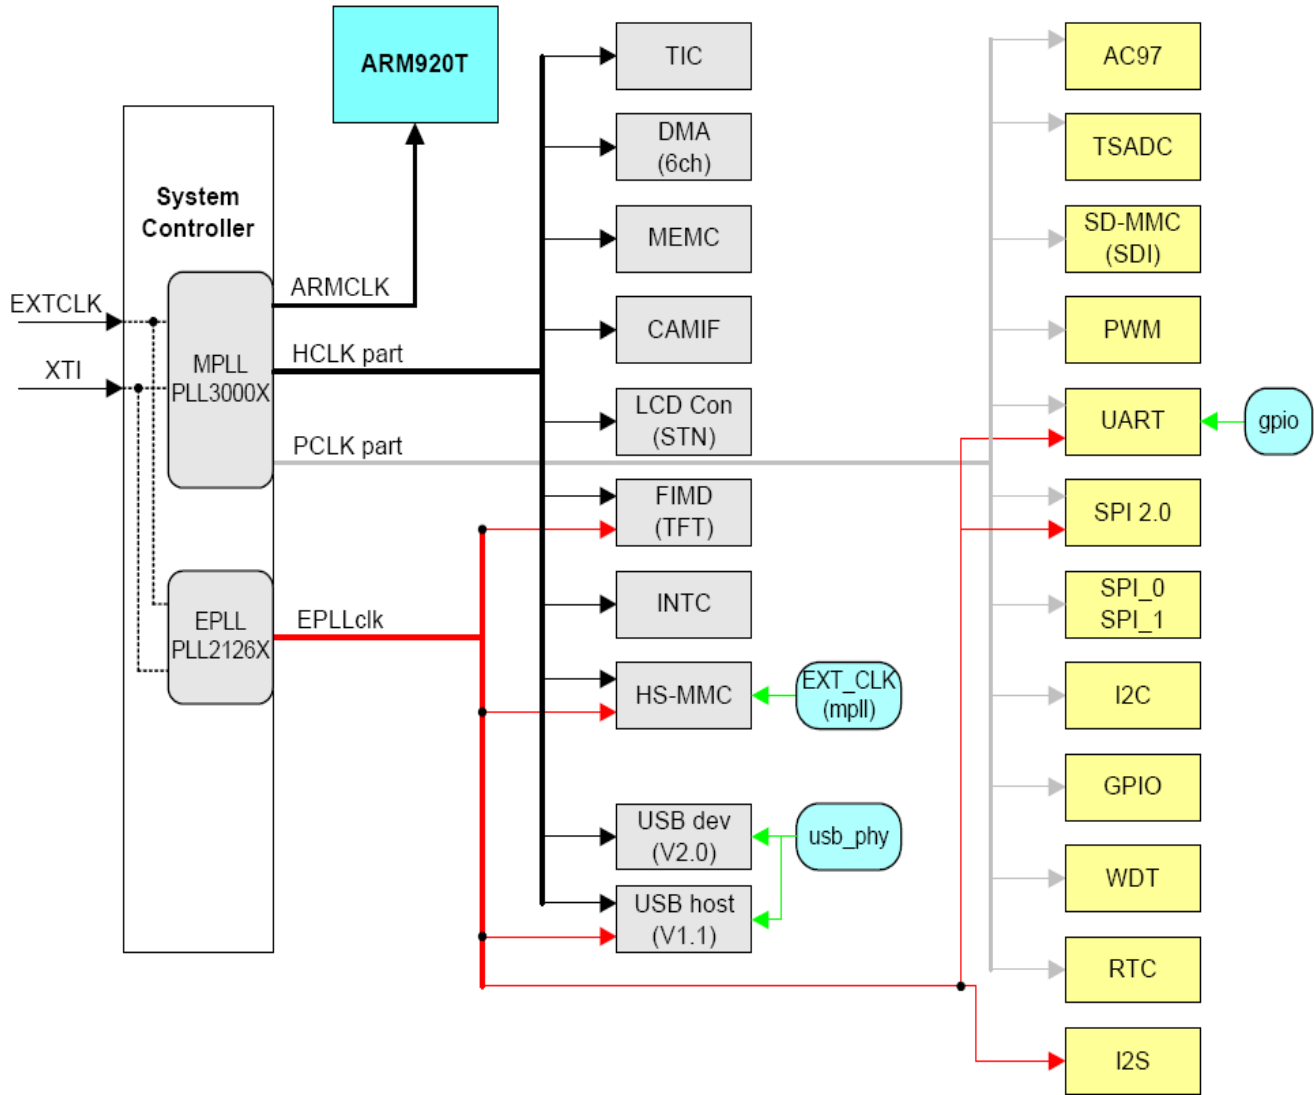 ARM920T
System
Controller
EXTCLK
XTI
MPLL
PLL3000X
EPLL
PLL2126X
ARMCLK
HCLK part
PCLK part
EPLLclk
TIC
DMA
(6ch)
MEMC
CAMIF
LCD Con
(STN)
FIMD
(TFT)
INTC
HS-MMC
USB dev
(V2.0)
USB host
(V1.1)
EXT_CLK
(mpll)
usb_phy
AC97
TSADC
SD-MMC
(SDI)
PWM
UART
SPI 2.0
SPI_0
SPI_1
I2C
GPIO
WDT
RTC
I2S
gpio